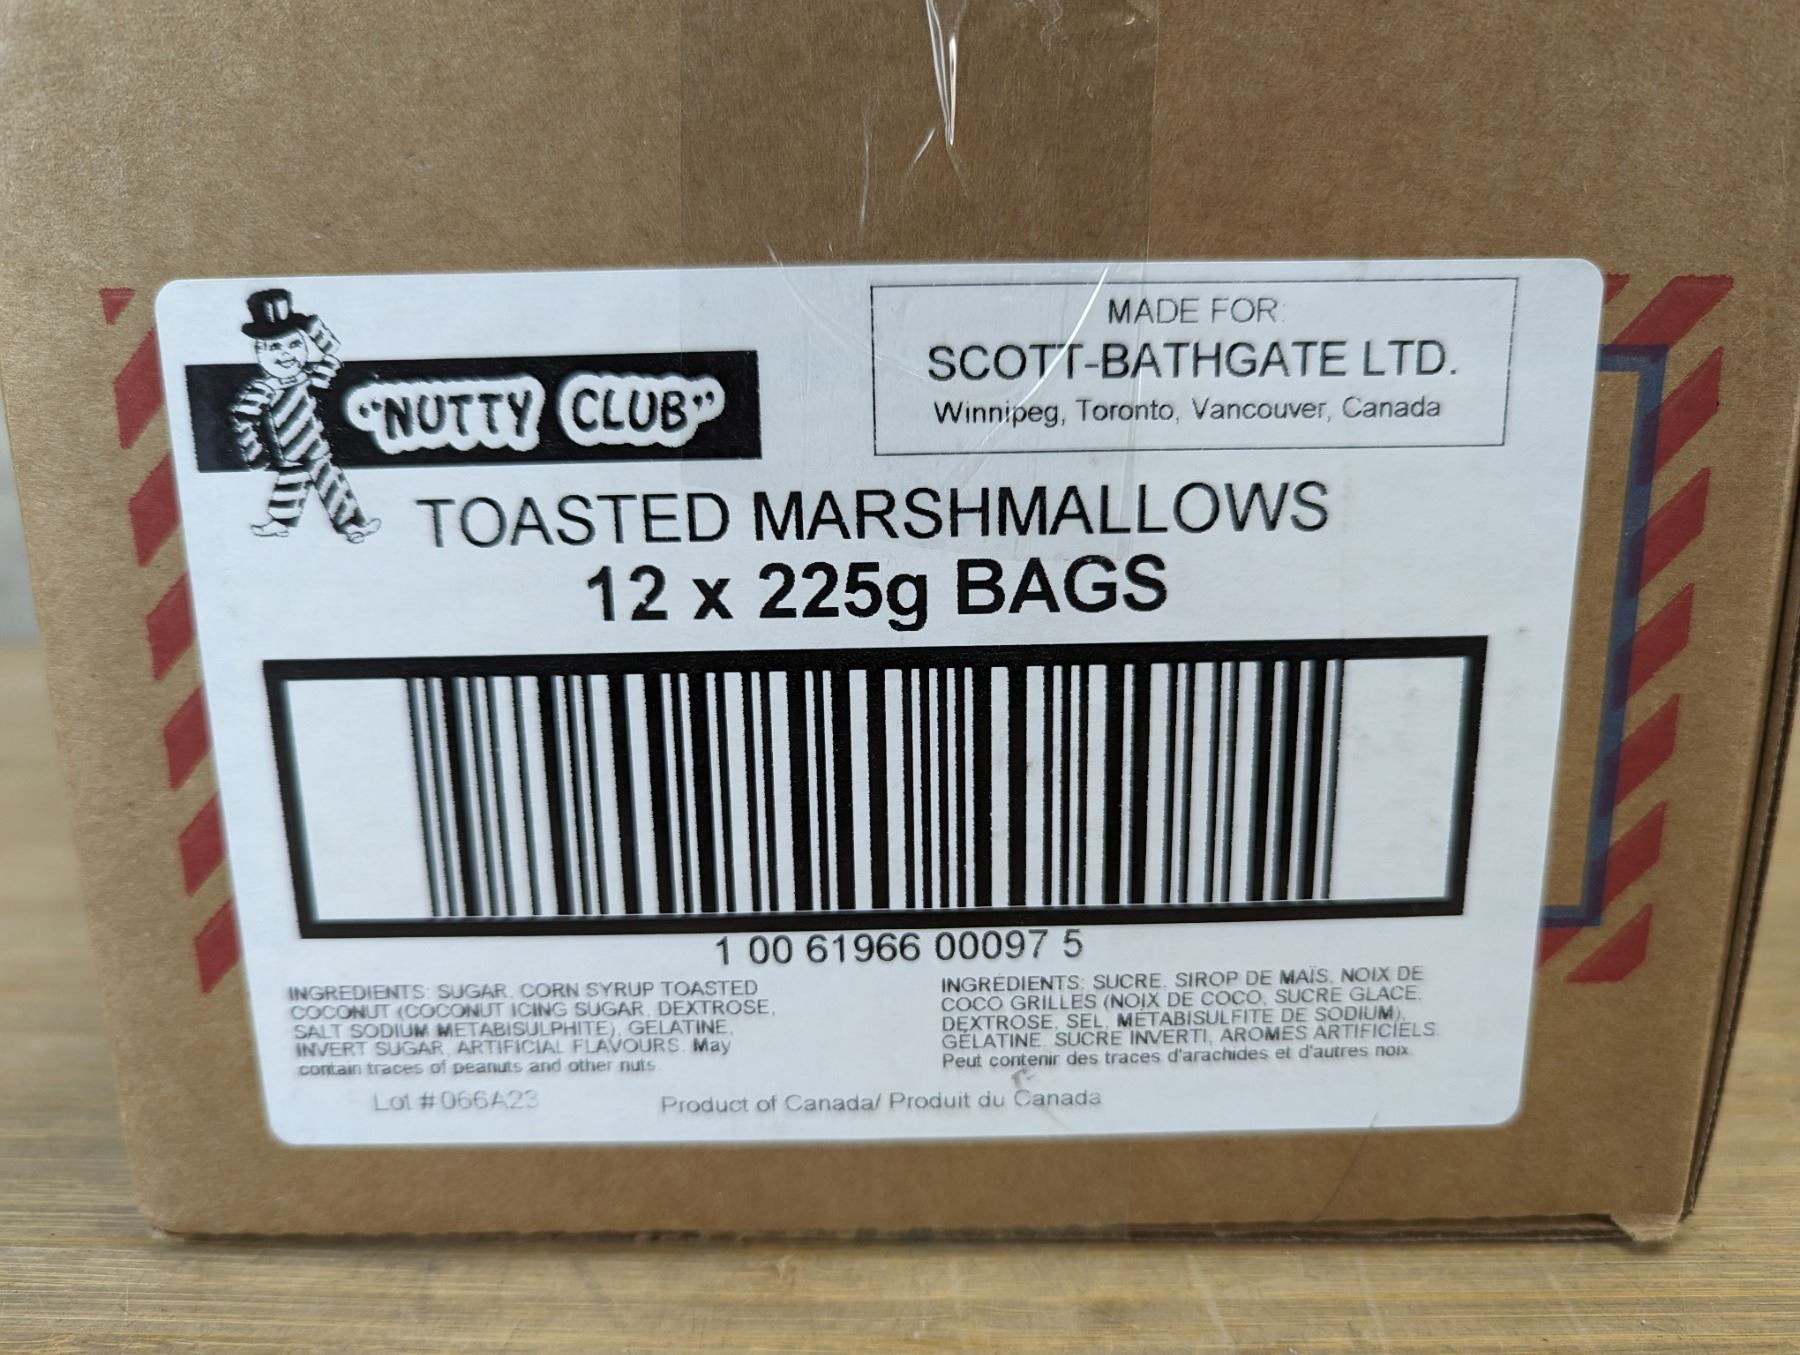 "NUTTY CLUB"
MADE FOR:
SCOTT-BATHGATE LTD.
Winnipeg, Toronto, Vancouver, Canada
TOASTED MARSHMALLOWS
12 x 225g BAGS
1 00 61966 00097 5
INGREDIENTS: SUGAR, CORN SYRUP TOASTED
COCONUT (COCONUT ICING SUGAR, DEXTROSE,
SALT SODIUM METABISULPHITE), GELATINE,
INVERT SUGAR, ARTIFICIAL FLAVOURS. May
contain traces of peanuts and other nuts.
INGRÉDIENTS: SUCRE, SIROP DE MAÏS, NOIX DE
COCO GRILLES (NOIX DE COCO, SUCRE GLACE,
DEXTROSE, SEL, MÉTABISULFITE DE SODIUM),
GÉLATINE, SUCRE INVERTI, AROMES ARTIFICIELS.
Peut contenir des traces d'arachides et d'autres noix.
Lot # 066A23
Product of Canada/ Produit du Canada